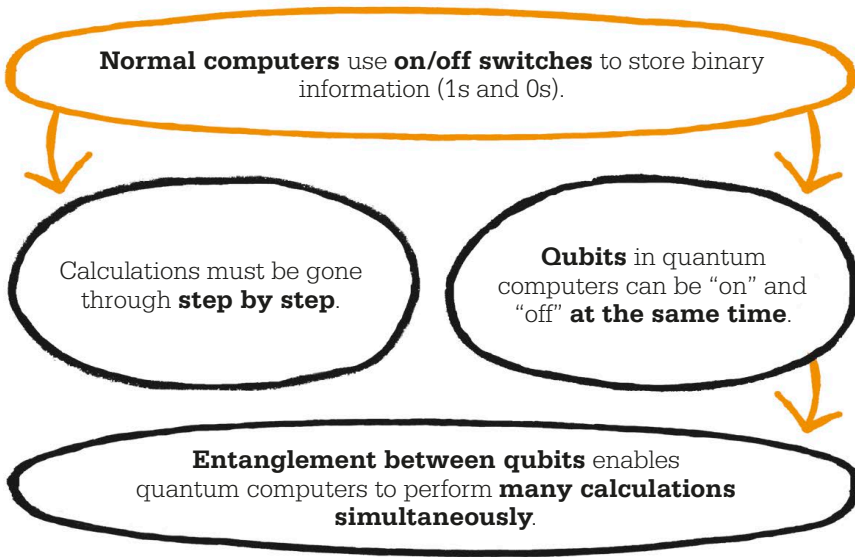 Normal computers use on/off switches to store binary
information (1s and 0s).
Calculations must be gone
through step by step.
Qubits in quantum
computers can be “on” and
“off” at the same time.
Entanglement between qubits enables
quantum computers to perform many calculations
simultaneously.